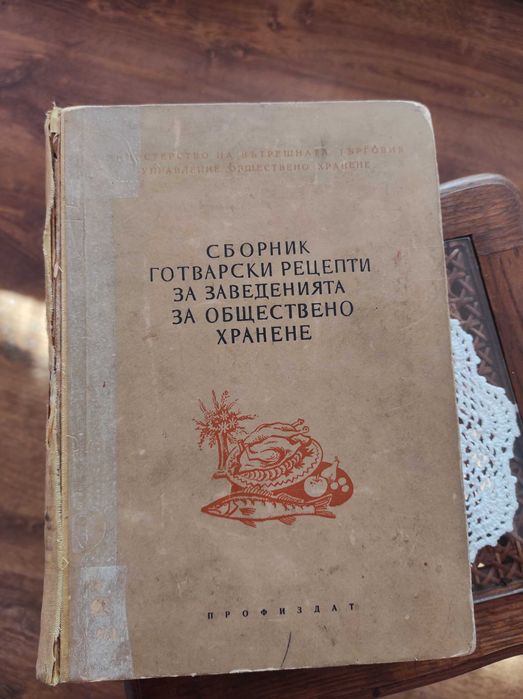 МИНИСТЕРСТВО НА ВЪТРЕШНАТА ТЪРГОВИЯ
УПРАВЛЕНИЕ ОБЩЕСТВЕНО ХРАНЕНЕ
СБОРНИК
ГОТВАРСКИ РЕЦЕПТИ
ЗА ЗАВЕДЕНИЯТА
ЗА ОБЩЕСТВЕНО
ХРАНЕНЕ
ПРОФИЗДАТ